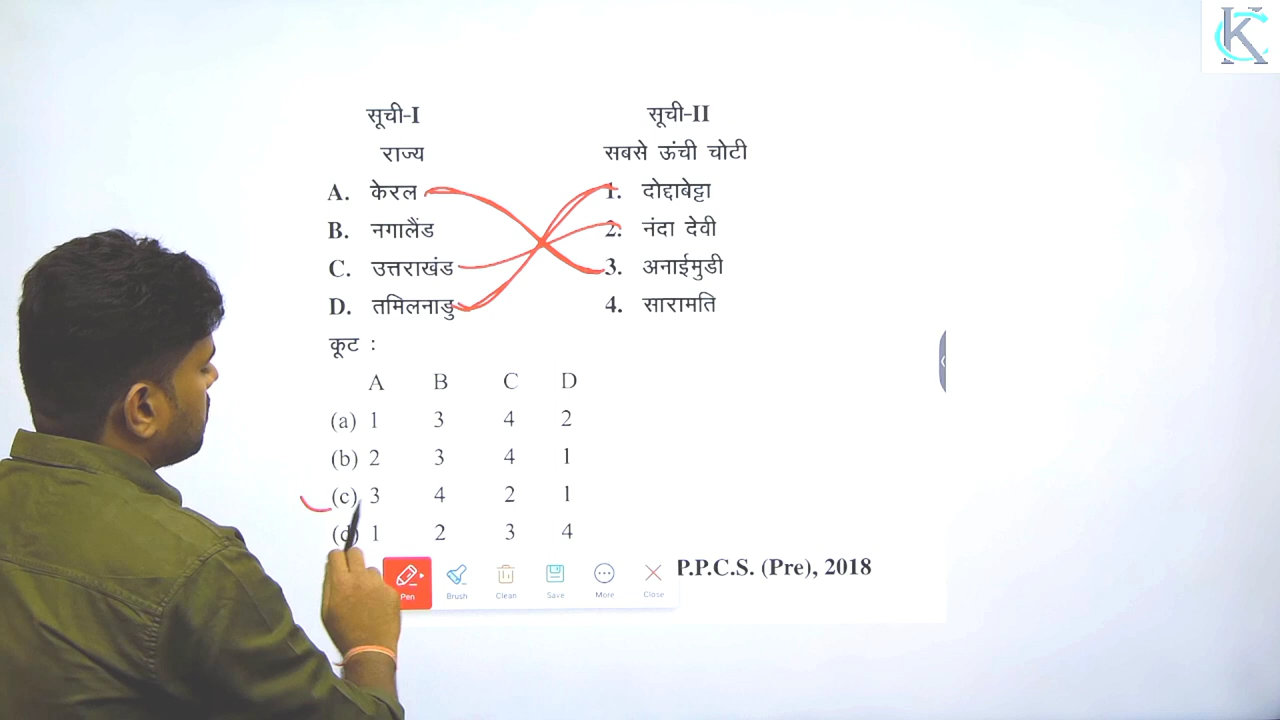 KC
सूची-I सूची-II
राज्य सबसे ऊंची चोटी
A. केरल 1. दोद्दाबेट्टा
B. नगालैंड 2. नंदा देवी
C. उत्तराखंड 3. अनाईमुडी
D. तमिलनाडु 4. सारामति
कूट :
A B C D
(a) 1 3 4 2
(b) 2 3 4 1
(c) 3 4 2 1
(d) 1 2 3 4
P.P.C.S. (Pre), 2018
Pen Brush Clean Save More Close